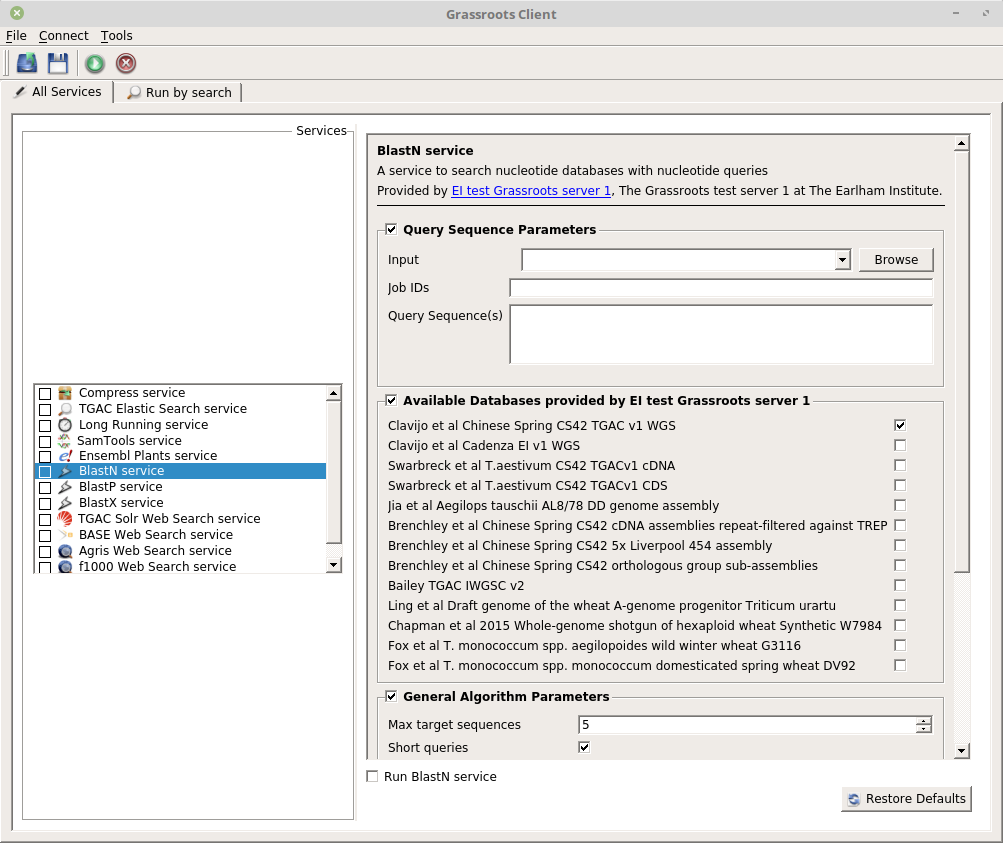 Grassroots Client
File Connect Tools
All Services Run by search
Services
Compress service
TGAC Elastic Search service
Long Running service
SamTools service
Ensembl Plants service
BlastN service
BlastP service
BlastX service
TGAC Solr Web Search service
BASE Web Search service
Agris Web Search service
f1000 Web Search service
BlastN service
A service to search nucleotide databases with nucleotide queries
Provided by EI test Grassroots server 1, The Grassroots test server 1 at The Earlham Institute.
Query Sequence Parameters
Input Browse
Job IDs
Query Sequence(s)
Available Databases provided by EI test Grassroots server 1
Clavijo et al Chinese Spring CS42 TGAC v1 WGS
Clavijo et al Cadenza EI v1 WGS
Swarbreck et al T.aestivum CS42 TGACv1 cDNA
Swarbreck et al T.aestivum CS42 TGACv1 CDS
Jia et al Aegilops tauschii AL8/78 DD genome assembly
Brenchley et al Chinese Spring CS42 cDNA assemblies repeat-filtered against TREP
Brenchley et al Chinese Spring CS42 5x Liverpool 454 assembly
Brenchley et al Chinese Spring CS42 orthologous group sub-assemblies
Bailey TGAC IWGSC v2
Ling et al Draft genome of the wheat A-genome progenitor Triticum urartu
Chapman et al 2015 Whole-genome shotgun of hexaploid wheat Synthetic W7984
Fox et al T. monococcum spp. aegilopoides wild winter wheat G3116
Fox et al T. monococcum spp. monococcum domesticated spring wheat DV92
General Algorithm Parameters
Max target sequences 5
Short queries
Run BlastN service
Restore Defaults